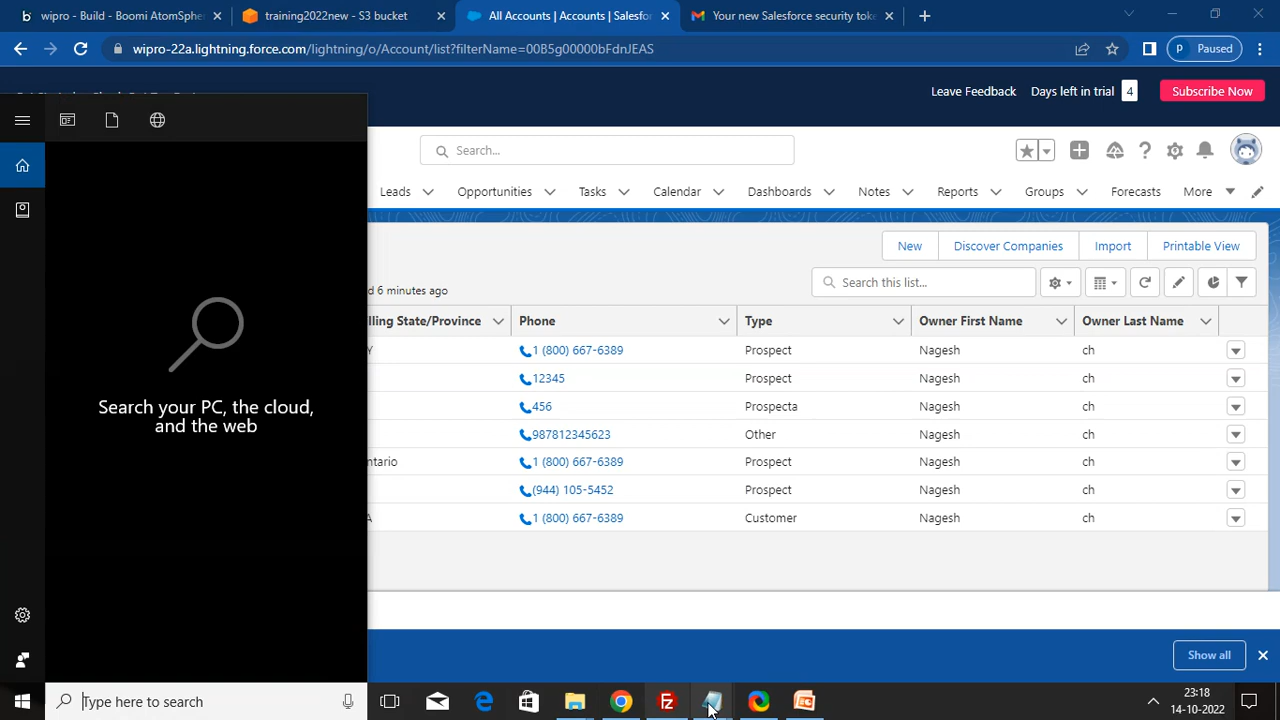 wipro - Build - Boomi AtomSphe
training2022new - S3 bucket
All Accounts | Accounts | Salesfo
Your new Salesforce security tok
wipro-22a.lightning.force.com/lightning/o/Account/list?filterName=00B5g00000bFdnJEAS
P Paused
Leave Feedback
Days left in trial 4
Subscribe Now
Search...
Leads
Opportunities
Tasks
Calendar
Dashboards
Notes
Reports
Groups
Forecasts
More
New
Discover Companies
Import
Printable View
d 6 minutes ago
Search this list...
lling State/Province
Phone
Type
Owner First Name
Owner Last Name
Y 1 (800) 667-6389 Prospect Nagesh ch
12345 Prospect Nagesh ch
456 Prospecta Nagesh ch
987812345623 Other Nagesh ch
ntario 1 (800) 667-6389 Prospect Nagesh ch
(944) 105-5452 Prospect Nagesh ch
A 1 (800) 667-6389 Customer Nagesh ch
Search your PC, the cloud,
and the web
Show all
Type here to search
23:18
14-10-2022